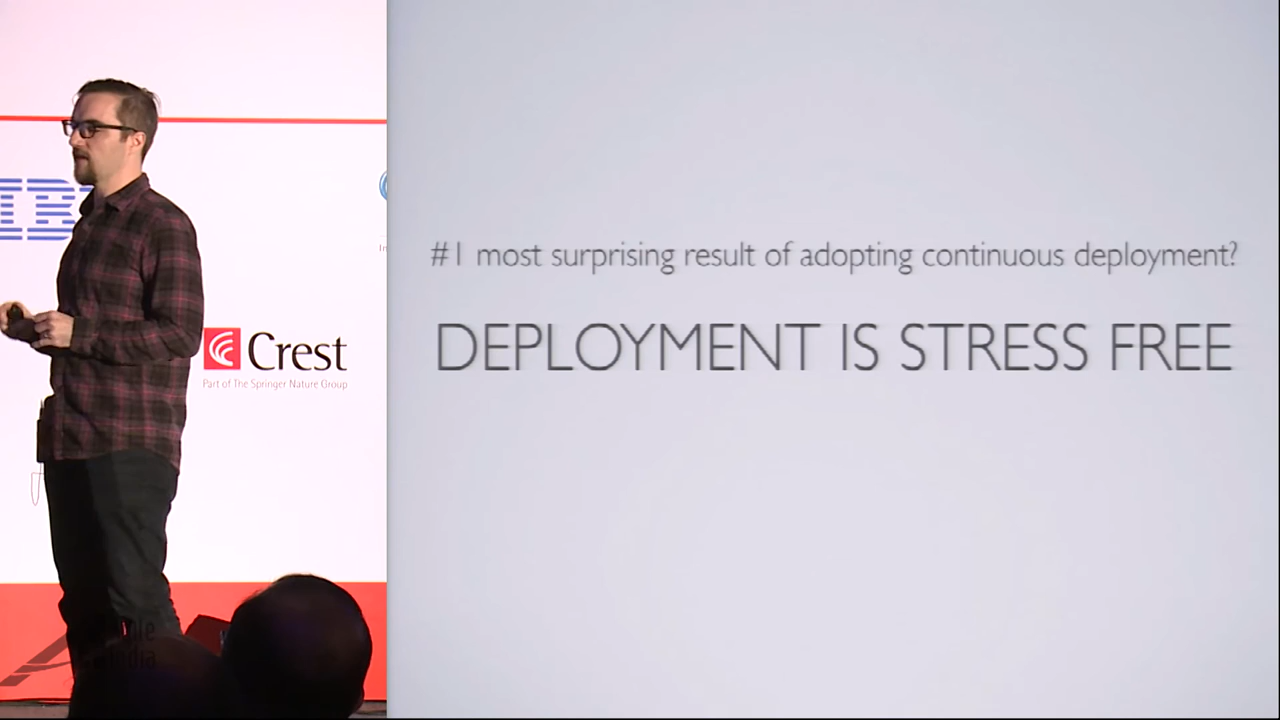 IB
Crest
Part of The Springer Nature Group
#1 most surprising result of adopting continuous deployment?
DEPLOYMENT IS STRESS FREE